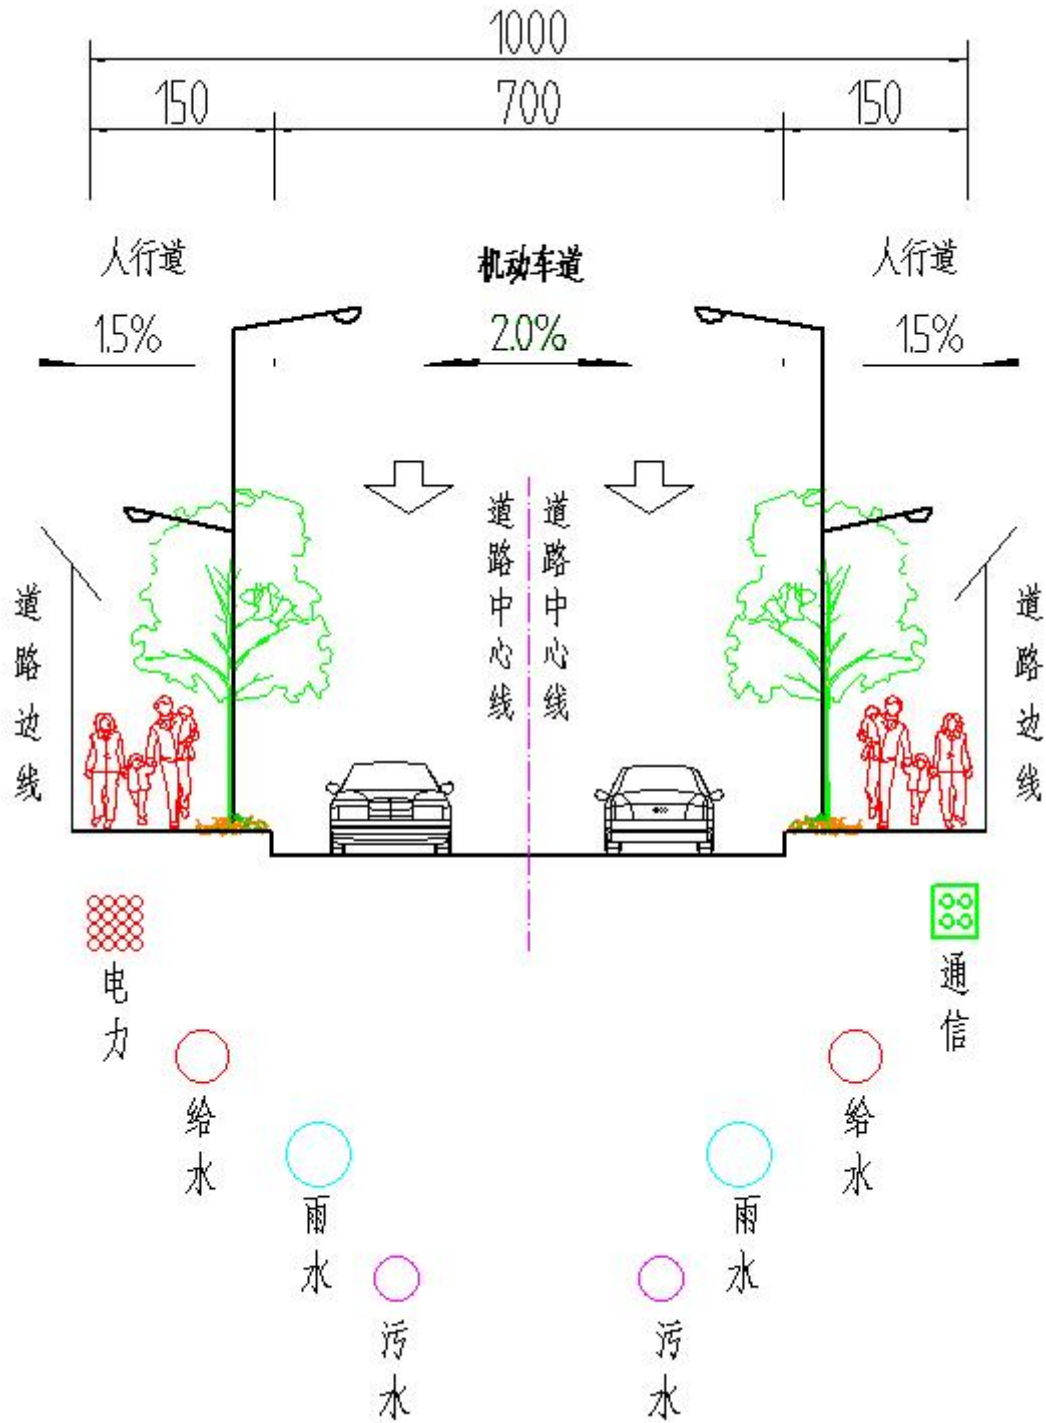 1000
150
700
150
人行道
机动车道
人行道
1.5%
2.0%
1.5%
道路边线
道路中心线
道路中心线
道路边线
电力
通信
给水
给水
雨水
雨水
污水
污水